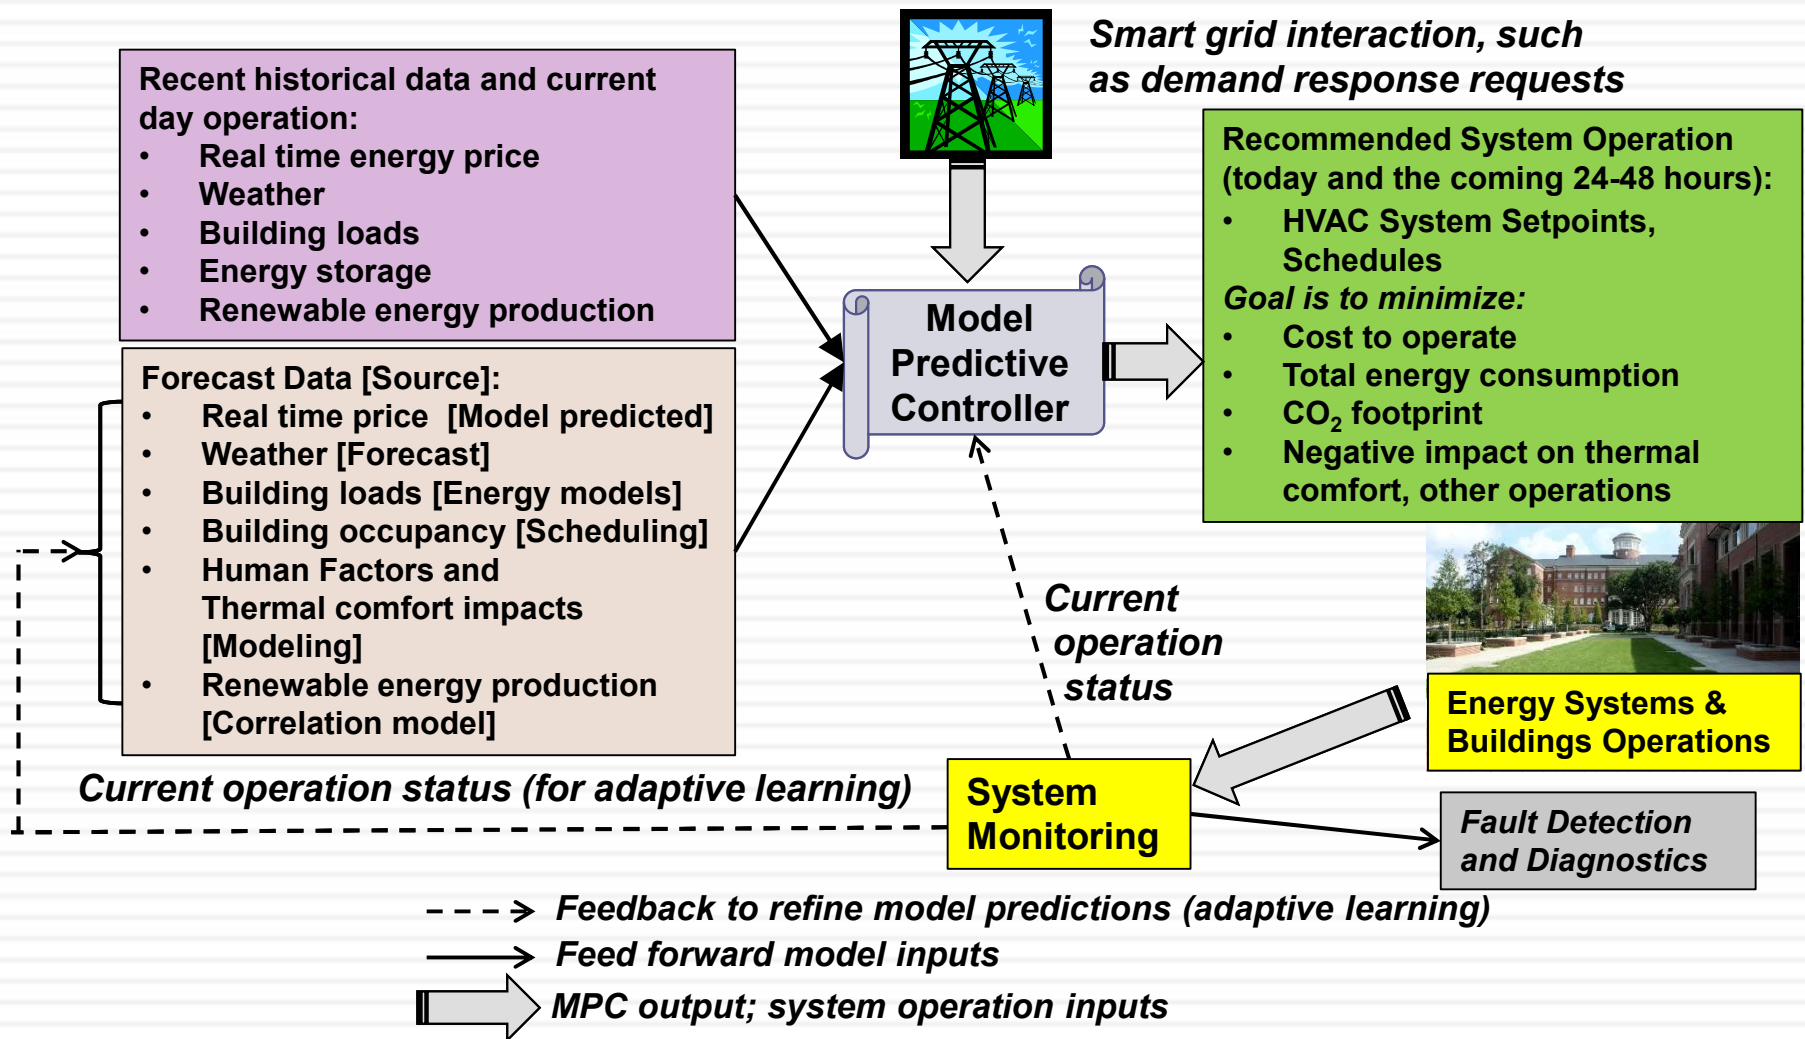 Smart grid interaction, such
as demand response requests
Recent historical data and current
day operation:
• Real time energy price
• Weather
• Building loads
• Energy storage
• Renewable energy production
Forecast Data [Source]:
• Real time price [Model predicted]
• Weather [Forecast]
• Building loads [Energy models]
• Building occupancy [Scheduling]
• Human Factors and
Thermal comfort impacts
[Modeling]
• Renewable energy production
[Correlation model]
Model
Predictive
Controller
Recommended System Operation
(today and the coming 24-48 hours):
• HVAC System Setpoints,
Schedules
Goal is to minimize:
• Cost to operate
• Total energy consumption
• CO₂ footprint
• Negative impact on thermal
comfort, other operations
Current
operation
status
Energy Systems &
Buildings Operations
Current operation status (for adaptive learning)
System
Monitoring
Fault Detection
and Diagnostics
Feedback to refine model predictions (adaptive learning)
Feed forward model inputs
MPC output; system operation inputs